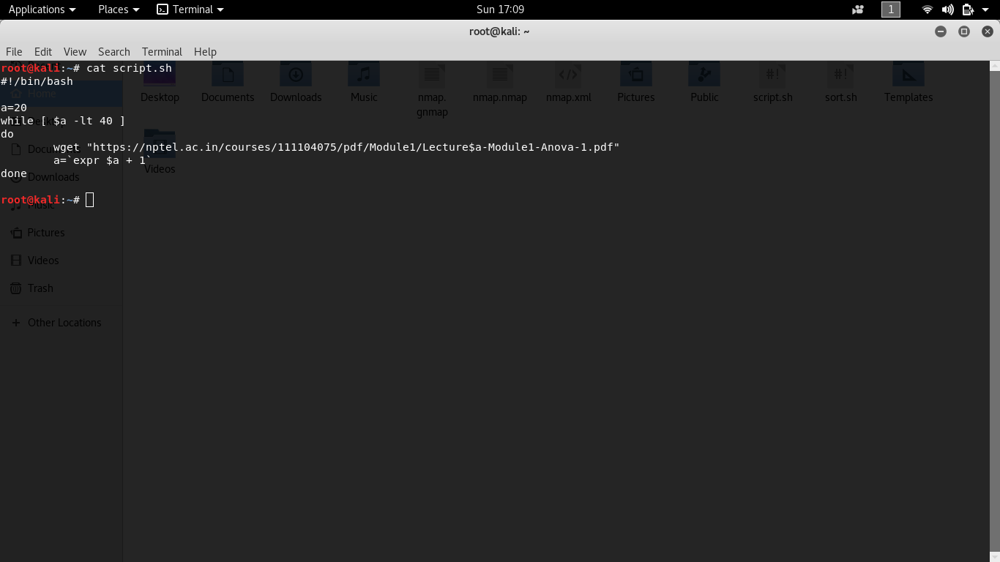 Applications Places Terminal Sun 17:09 1
root@kali: ~
File Edit View Search Terminal Help
root@kali:~# cat script.sh
#!/bin/bash
Home
Desktop Documents Downloads Music nmap.gnmap nmap.nmap nmap.xml Pictures Public script.sh sort.sh Templates
a=20
while [ $a -lt 40 ]
do
        wget "https://nptel.ac.in/courses/111104075/pdf/Module1/Lecture$a-Module1-Anova-1.pdf"
        a=`expr $a + 1`
Videos
done
Downloads
root@kali:~#
Music
Pictures
Videos
Trash
+ Other Locations